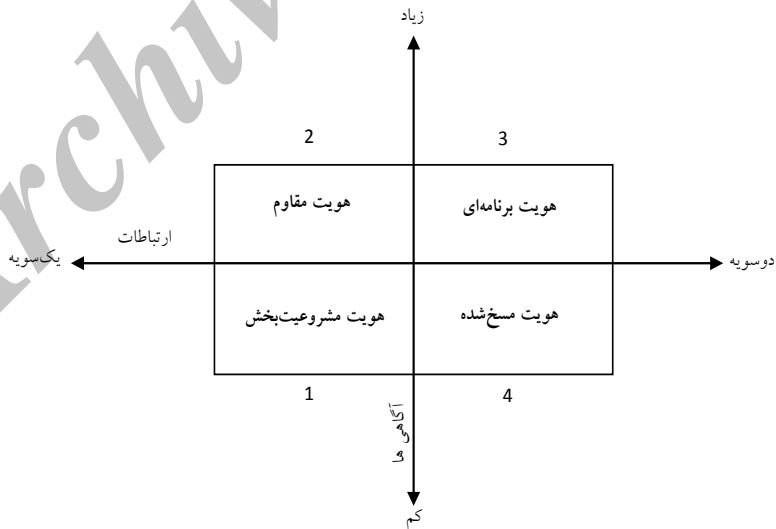 زیاد
2
3
هویت مقاوم
هویت برنامه‌ای
ارتباطات
یک‌سویه
دوسویه
هویت مشروعیت‌بخش
هویت مسخ‌شده
1
4
آگاهی ها
کم